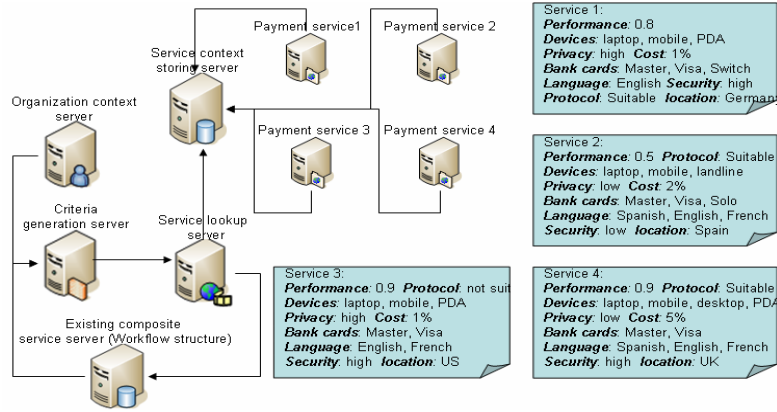 Payment service1
Payment service 2
Service context
storing server
Organization context
server
Payment service 3
Payment service 4
Criteria
generation server
Service lookup
server
Existing composite
service server (Workflow structure)
Service 1:
Performance: 0.8
Devices: laptop, mobile, PDA
Privacy: high Cost: 1%
Bank cards: Master, Visa, Switch
Language: English Security: high
Protocol: Suitable location: German
Service 2:
Performance: 0.5 Protocol: Suitable
Devices: laptop, mobile, landline
Privacy: low Cost: 2%
Bank cards: Master, Visa, Solo
Language: Spanish, English, French
Security: low location: Spain
Service 3:
Performance: 0.9 Protocol: not suit
Devices: laptop, mobile, PDA
Privacy: high Cost: 1%
Bank cards: Master, Visa
Language: English, French
Security: high location: US
Service 4:
Performance: 0.9 Protocol: Suitable
Devices: laptop, mobile, desktop, PDA
Privacy: low Cost: 5%
Bank cards: Master, Visa
Language: Spanish, English, French
Security: high location: UK